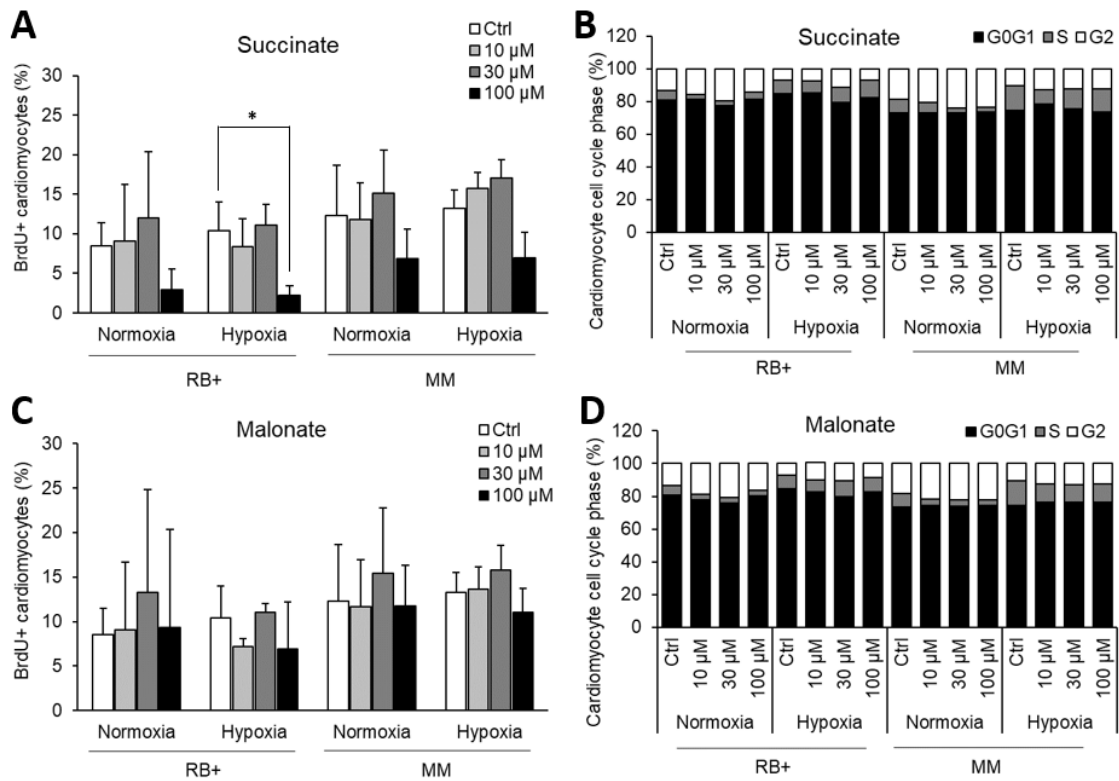 A
Succinate
Ctrl
10 µM
30 µM
100 µM
BrdU+ cardiomyocytes (%)
30
25
20
15
10
5
0
*
Normoxia Hypoxia Normoxia Hypoxia
RB+ MM
B
Succinate
G0G1 S G2
Cardiomyocyte cell cycle phase (%)
120
100
80
60
40
20
0
Ctrl 10 µM 30 µM 100 µM Ctrl 10 µM 30 µM 100 µM Ctrl 10 µM 30 µM 100 µM Ctrl 10 µM 30 µM 100 µM
Normoxia Hypoxia Normoxia Hypoxia
RB+ MM
C
Malonate
Ctrl
10 µM
30 µM
100 µM
BrdU+ cardiomyocytes (%)
30
25
20
15
10
5
0
Normoxia Hypoxia Normoxia Hypoxia
RB+ MM
D
Malonate
G0G1 S G2
Cardiomyocyte cell cycle phase (%)
120
100
80
60
40
20
0
Ctrl 10 µM 30 µM 100 µM Ctrl 10 µM 30 µM 100 µM Ctrl 10 µM 30 µM 100 µM Ctrl 10 µM 30 µM 100 µM
Normoxia Hypoxia Normoxia Hypoxia
RB+ MM